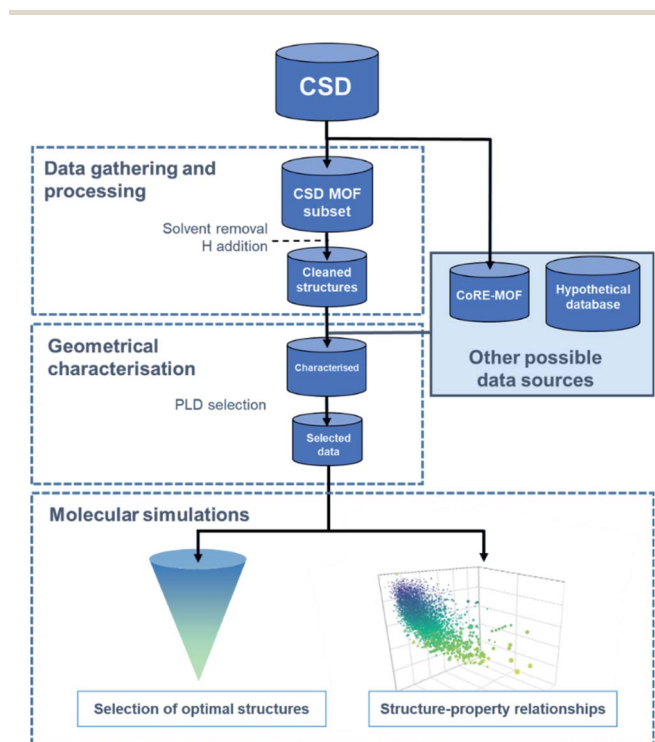 CSD
Data gathering and
processing
CSD MOF
subset
Solvent removal
H addition
Cleaned
structures
CoRE-MOF
Hypothetical
database
Other possible
data sources
Geometrical
characterisation
Characterised
PLD selection
Selected
data
Molecular simulations
Selection of optimal structures
Structure-property relationships